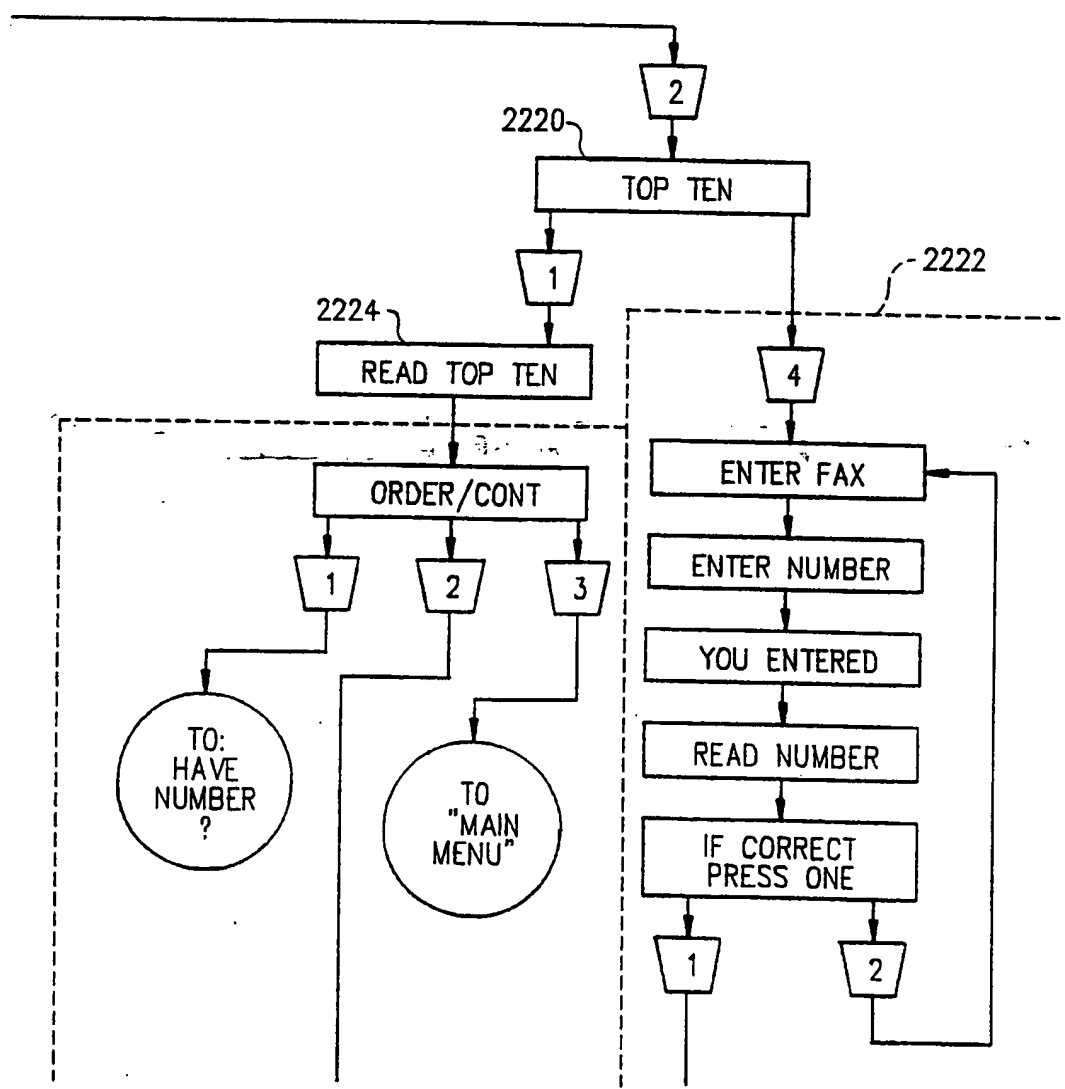 2
2220
TOP TEN
2222
1
2224
READ TOP TEN
4
ORDER/CONT
1
2
3
TO:
HAVE
NUMBER
?
TO
"MAIN
MENU"
ENTER FAX
ENTER NUMBER
YOU ENTERED
READ NUMBER
IF CORRECT
PRESS ONE
1
2